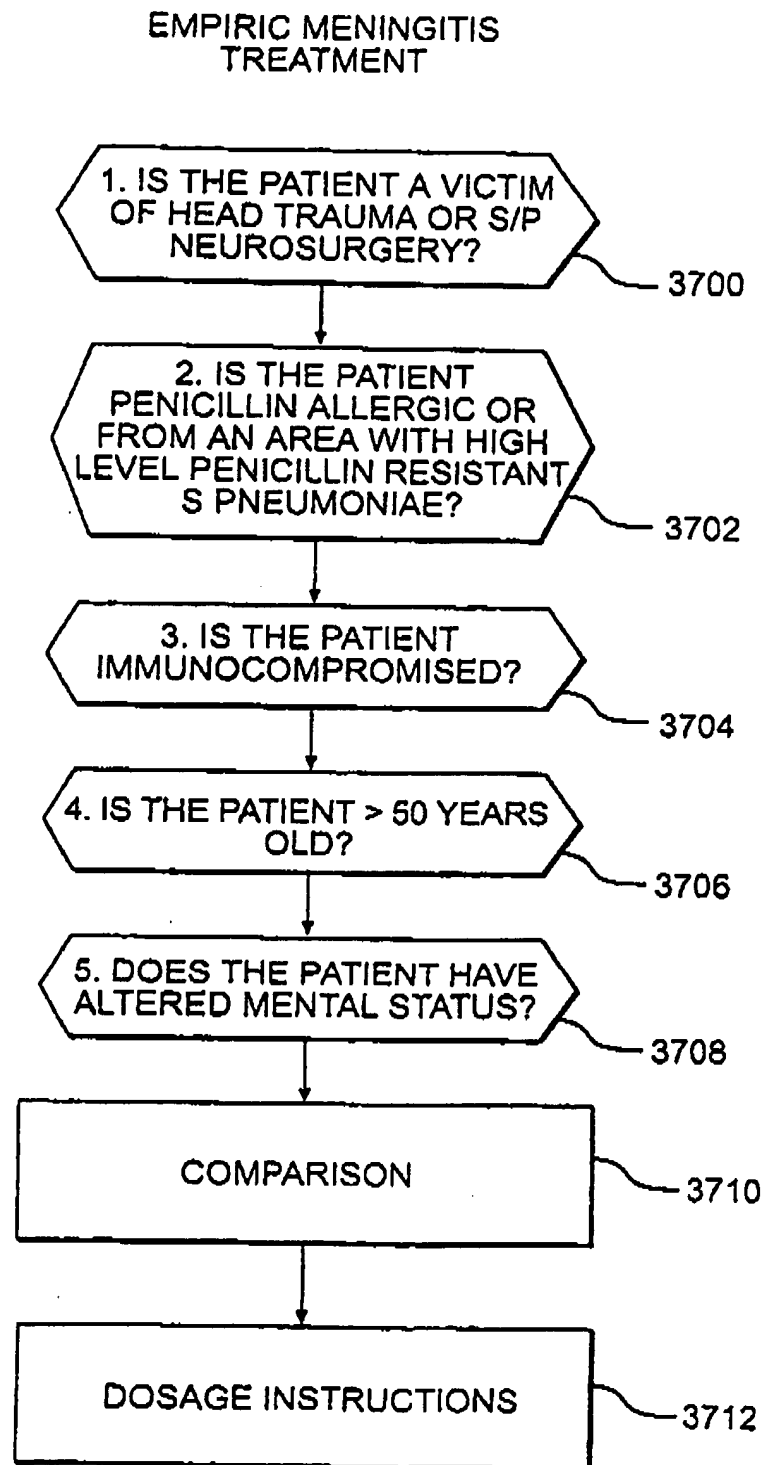 EMPIRIC MENINGITIS
TREATMENT
1. IS THE PATIENT A VICTIM
OF HEAD TRAUMA OR S/P
NEUROSURGERY?
3700
2. IS THE PATIENT
PENICILLIN ALLERGIC OR
FROM AN AREA WITH HIGH
LEVEL PENICILLIN RESISTANT
S PNEUMONIAE?
3702
3. IS THE PATIENT
IMMUNOCOMPROMISED?
3704
4. IS THE PATIENT > 50 YEARS
OLD?
3706
5. DOES THE PATIENT HAVE
ALTERED MENTAL STATUS?
3708
COMPARISON
3710
DOSAGE INSTRUCTIONS
3712